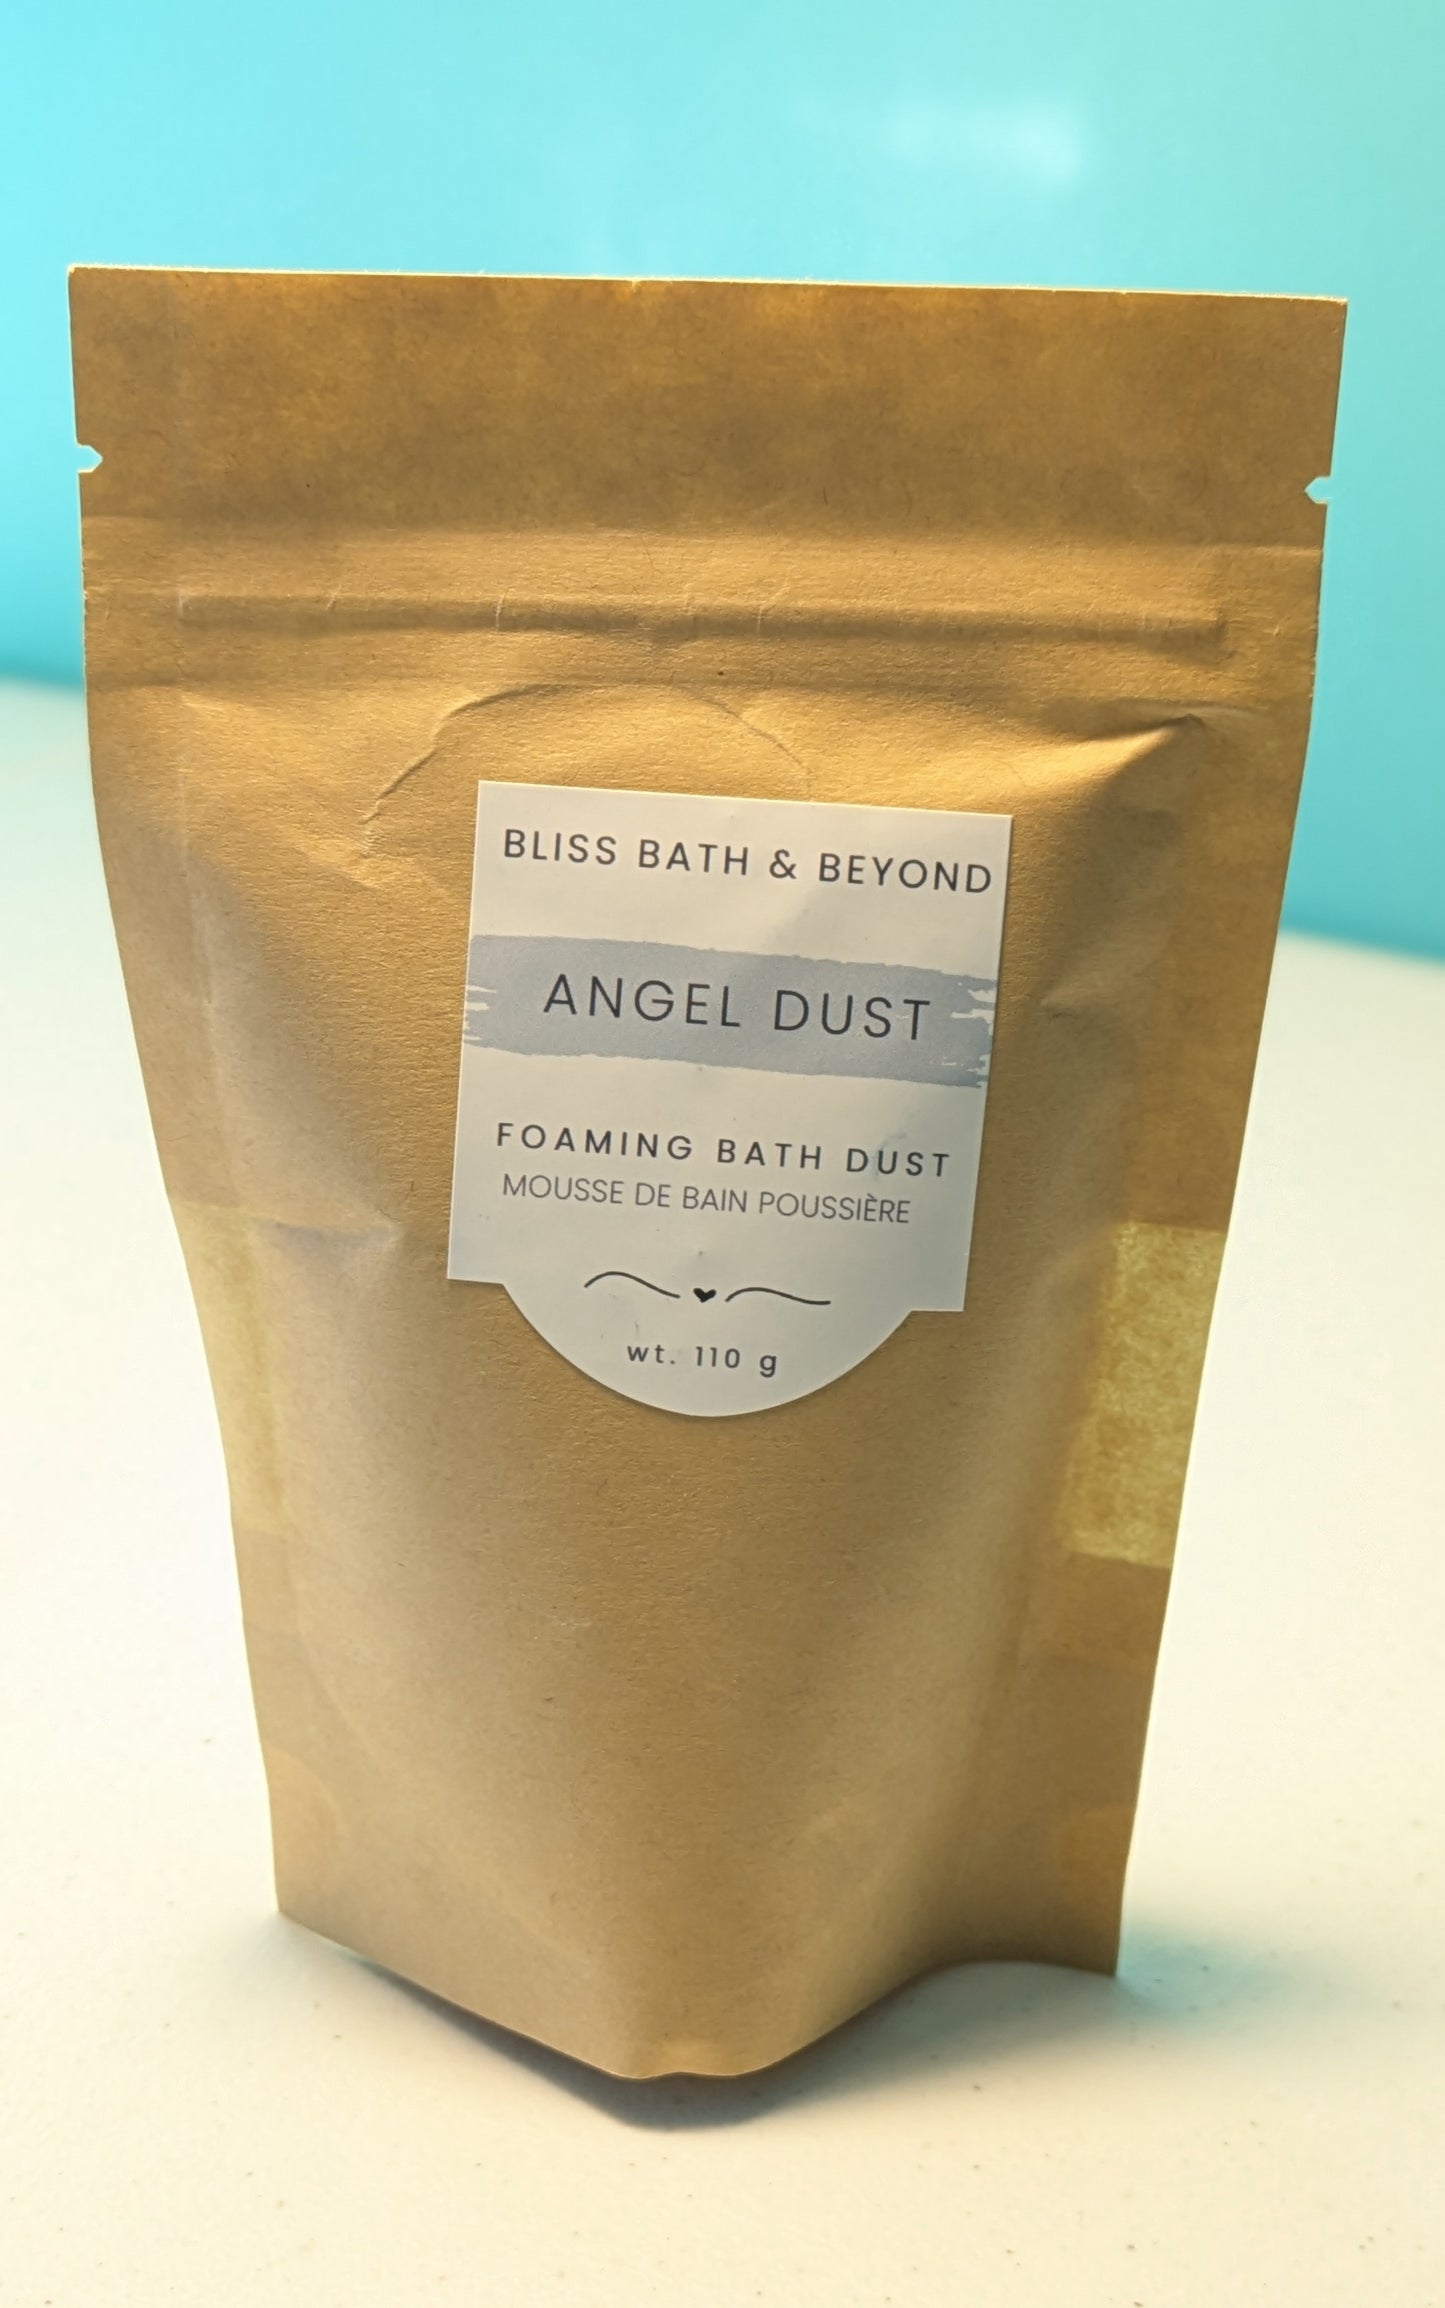 BLISS BATH & BEYOND
ANGEL DUST
FOAMING BATH DUST
MOUSSE DE BAIN POUSSIÈRE
wt. 110 g